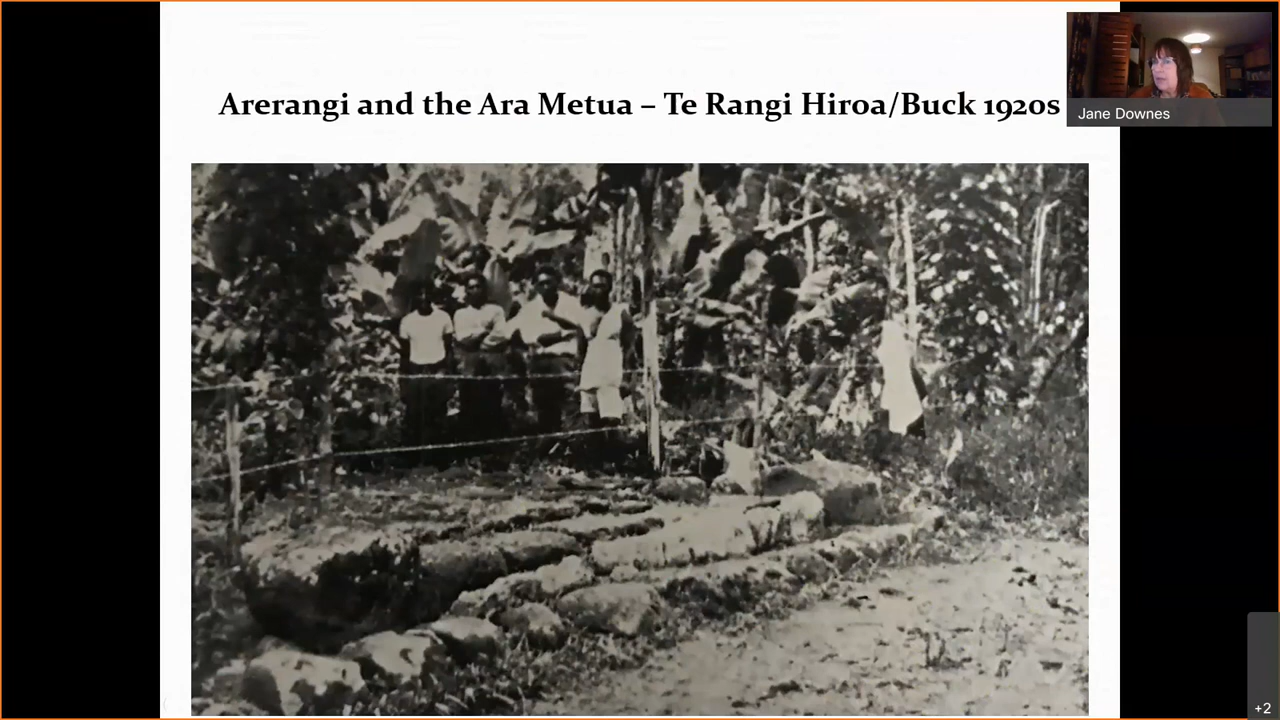 Arerangi and the Ara Metua – Te Rangi Hiroa/Buck 1920s
Jane Downes
+2